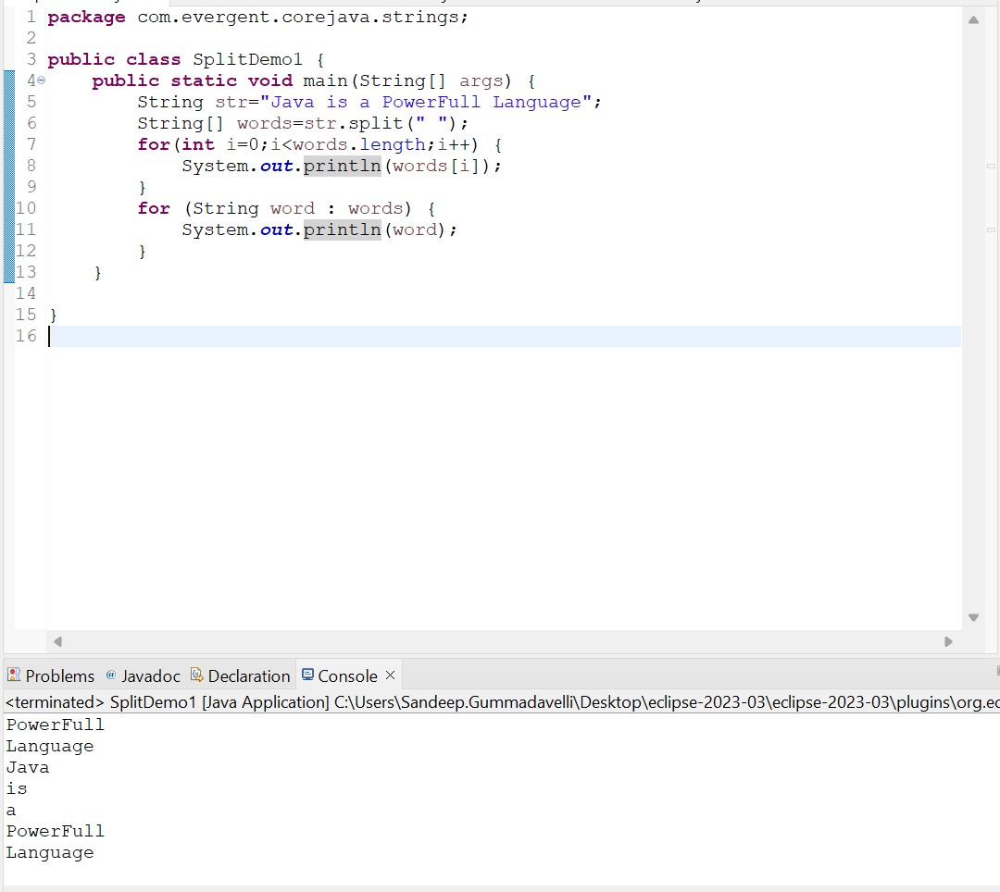 1 package com.evergent.corejava.strings;
2
3 public class SplitDemo1 {
4     public static void main(String[] args) {
5         String str="Java is a PowerFull Language";
6         String[] words=str.split(" ");
7         for(int i=0;i<words.length;i++) {
8             System.out.println(words[i]);
9         }
10         for (String word : words) {
11             System.out.println(word);
12         }
13     }
14
15 }
16
Problems @ Javadoc Declaration Console ×
<terminated> SplitDemo1 [Java Application] C:\Users\Sandeep.Gummadavelli\Desktop\eclipse-2023-03\eclipse-2023-03\plugins\org.ec
PowerFull
Language
Java
is
a
PowerFull
Language